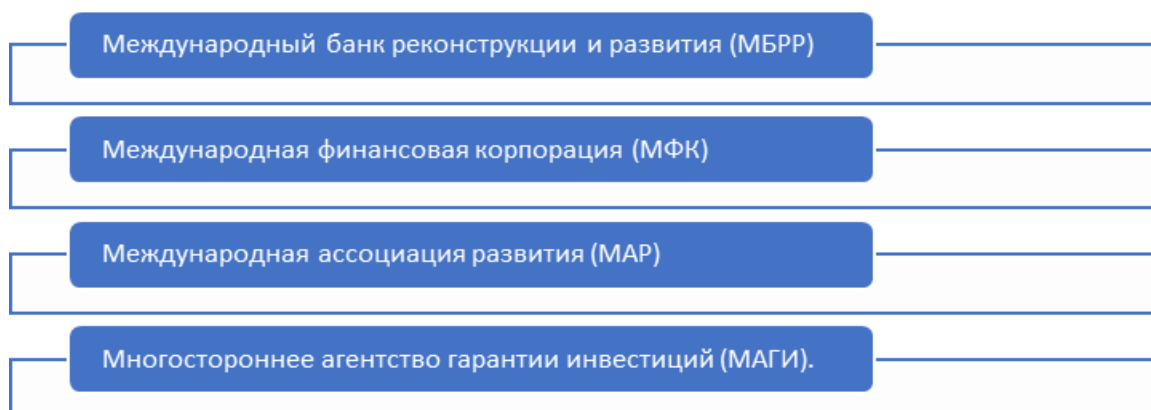 Международный банк реконструкции и развития (МБРР)
Международная финансовая корпорация (МФК)
Международная ассоциация развития (МАР)
Многостороннее агентство гарантии инвестиций (МАГИ).